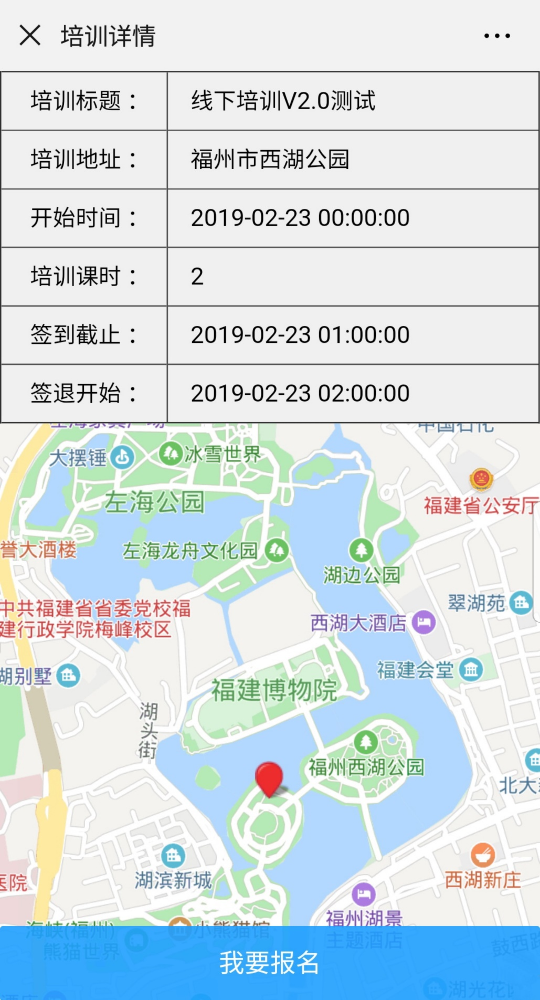 培训详情
培训标题： 线下培训V2.0测试
培训地址： 福州市西湖公园
开始时间： 2019-02-23 00:00:00
培训课时： 2
签到截止： 2019-02-23 01:00:00
签退开始： 2019-02-23 02:00:00
中国石化
大摆锤
冰雪世界
左海公园
福建省公安厅
誉大酒楼
左海龙舟文化园
湖边公园
翠湖苑
中共福建省省委党校福
建行政学院梅峰校区
西湖大酒店
福建会堂
湖别墅
福建博物院
湖头街
福州西湖公园
北大
湖滨新城
西湖新庄
医院
福州湖景
主题酒店
海峡(福州)
熊猫世界
小熊猫馆
鼓西路
我要报名
湖光花
酒店